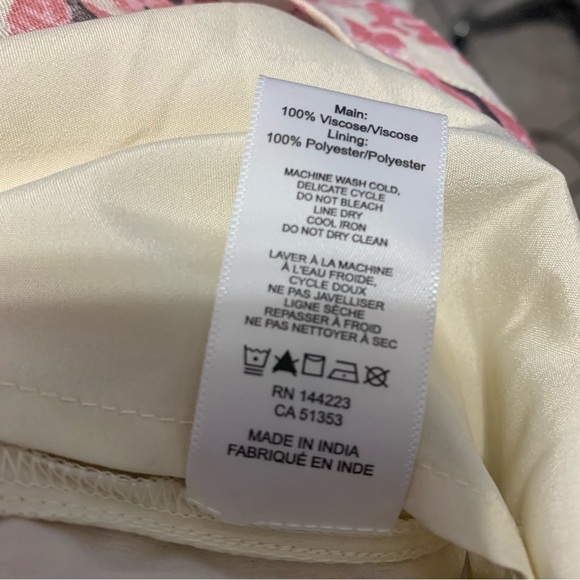 Main:
100% Viscose/Viscose
Lining:
100% Polyester/Polyester
MACHINE WASH COLD,
DELICATE CYCLE
DO NOT BLEACH
LINE DRY
COOL IRON
DO NOT DRY CLEAN
LAVER À LA MACHINE
À L'EAU FROIDE,
CYCLE DOUX
NE PAS JAVELLISER
LIGNE SÈCHE
REPASSER À FROID
NE PAS NETTOYER À SEC
RN 144223
CA 51353
MADE IN INDIA
FABRIQUÉ EN INDE